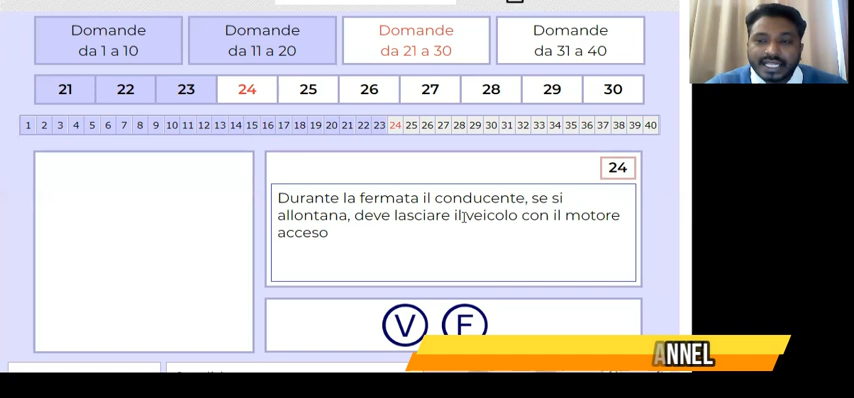 Domande
da 1 a 10
Domande
da 11 a 20
Domande
da 21 a 30
Domande
da 31 a 40
21 22 23 24 25 26 27 28 29 30
1 2 3 4 5 6 7 8 9 10 11 12 13 14 15 16 17 18 19 20 21 22 23 24 25 26 27 28 29 30 31 32 33 34 35 36 37 38 39 40
24
Durante la fermata il conducente, se si
allontana, deve lasciare il veicolo con il motore
acceso
V F
ANNEL